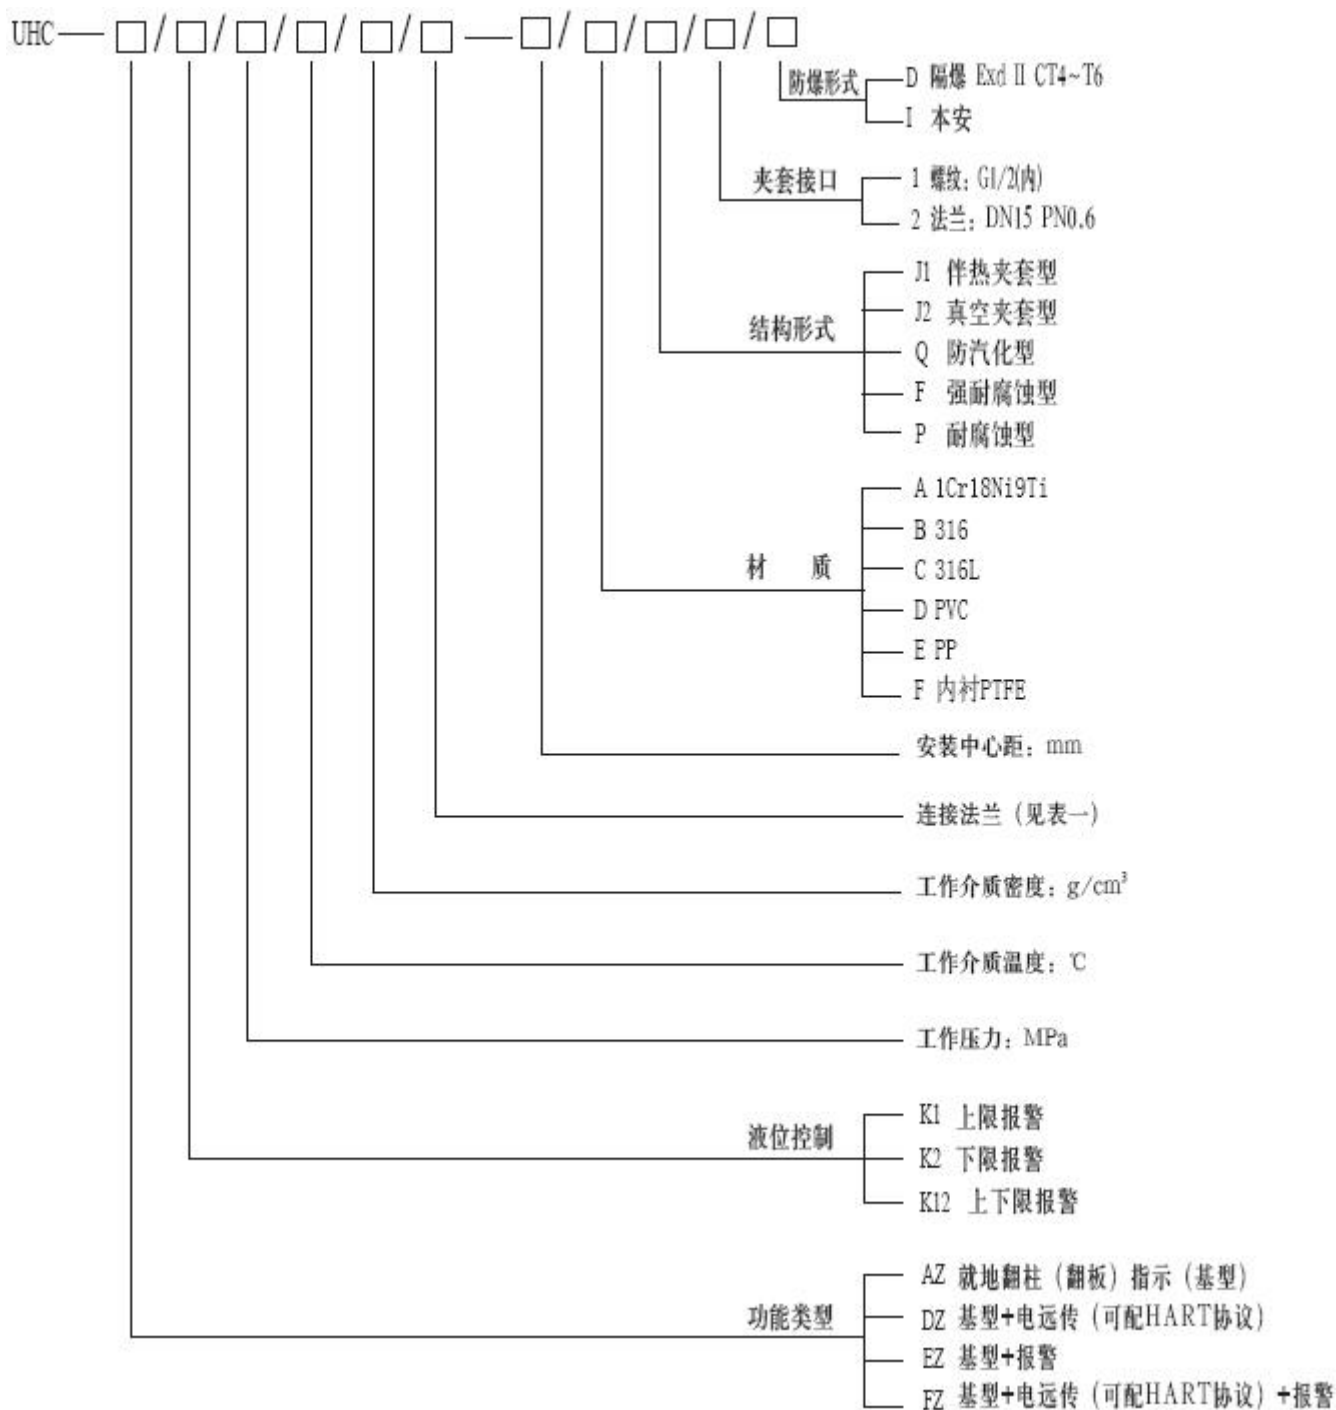 UHC—□/□/□/□/□/□—□/□/□/□/□
防爆形式
D 隔爆 Exd II CT4~T6
I 本安
夹套接口
1 螺纹：G1/2(内)
2 法兰：DN15 PN0.6
结构形式
J1 伴热夹套型
J2 真空夹套型
Q 防汽化型
F 强耐腐蚀型
P 耐腐蚀型
材 质
A 1Cr18Ni9Ti
B 316
C 316L
D PVC
E PP
F 内衬PTFE
安装中心距：mm
连接法兰（见表一）
工作介质密度：g/cm³
工作介质温度：℃
工作压力：MPa
液位控制
K1 上限报警
K2 下限报警
K12 上下限报警
功能类型
AZ 就地翻柱（翻板）指示（基型）
DZ 基型+电远传（可配HART协议）
EZ 基型+报警
FZ 基型+电远传（可配HART协议）+报警